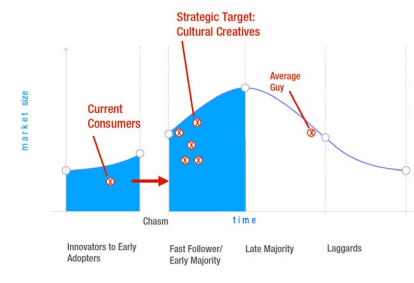 Strategic Target:
Cultural Creatives
Average
Guy
Current
Consumers
market size
X
X
X
X
X
X
X
X
Chasm
time
Innovators to Early
Adopters
Fast Follower/
Early Majority
Late Majority
Laggards